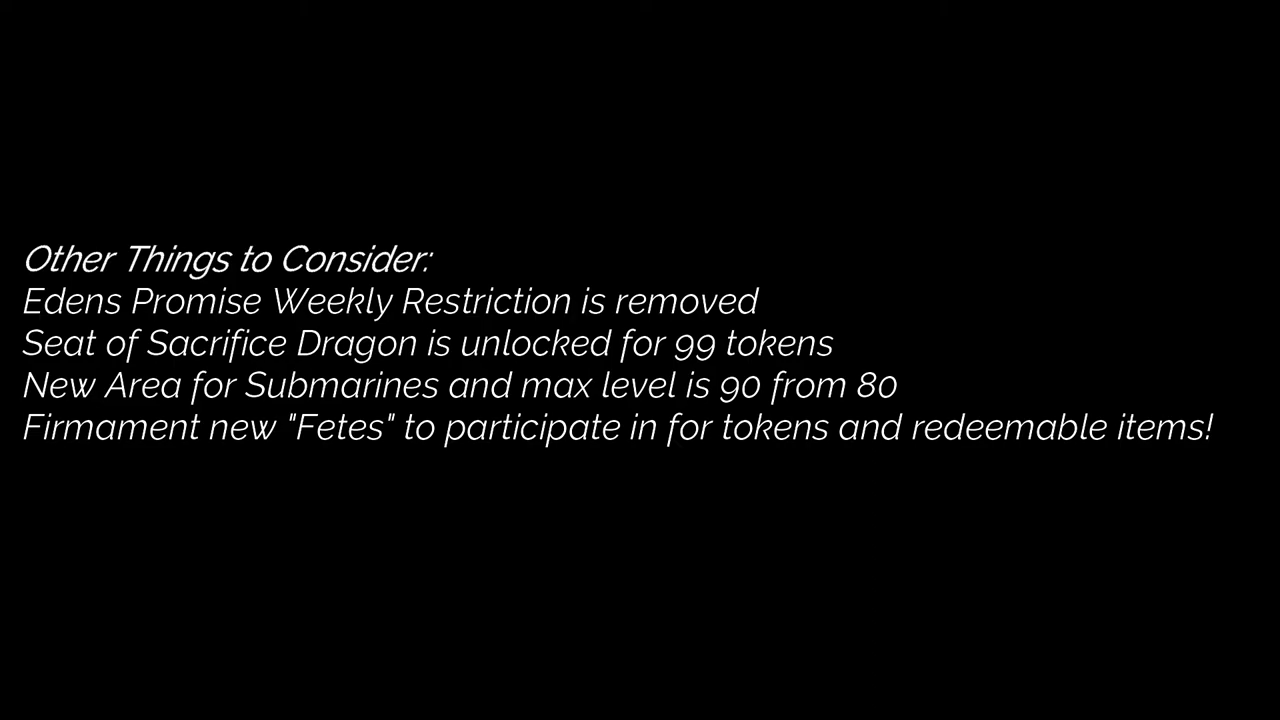 Other Things to Consider:
Edens Promise Weekly Restriction is removed
Seat of Sacrifice Dragon is unlocked for 99 tokens
New Area for Submarines and max level is 90 from 80
Firmament new "Fetes" to participate in for tokens and redeemable items!